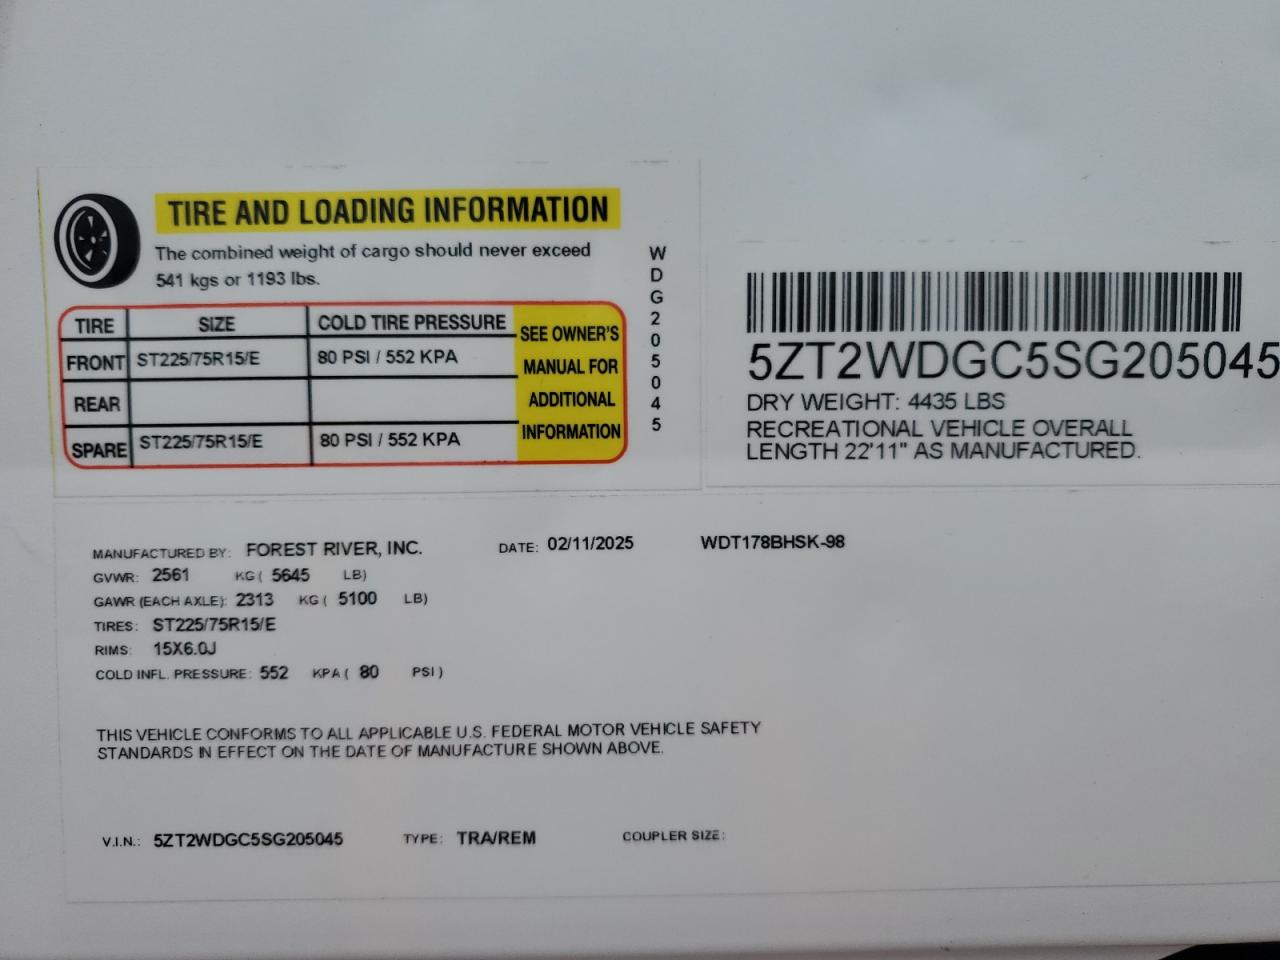 TIRE AND LOADING INFORMATION
The combined weight of cargo should never exceed
541 kgs or 1193 lbs.
TIRE SIZE COLD TIRE PRESSURE
FRONT ST225/75R15/E 80 PSI / 552 KPA
REAR
SPARE ST225/75R15/E 80 PSI / 552 KPA
SEE OWNER'S
MANUAL FOR
ADDITIONAL
INFORMATION
WDG205045
5ZT2WDGC5SG205045
DRY WEIGHT: 4435 LBS
RECREATIONAL VEHICLE OVERALL
LENGTH 22'11" AS MANUFACTURED.
MANUFACTURED BY: FOREST RIVER, INC. DATE: 02/11/2025 WDT178BHSK-98
GVWR: 2561 KG ( 5645 LB)
GAWR (EACH AXLE): 2313 KG ( 5100 LB)
TIRES: ST225/75R15/E
RIMS: 15X6.0J
COLD INFL. PRESSURE: 552 KPA ( 80 PSI )
THIS VEHICLE CONFORMS TO ALL APPLICABLE U.S. FEDERAL MOTOR VEHICLE SAFETY
STANDARDS IN EFFECT ON THE DATE OF MANUFACTURE SHOWN ABOVE.
V.I.N.: 5ZT2WDGC5SG205045 TYPE: TRA/REM COUPLER SIZE: